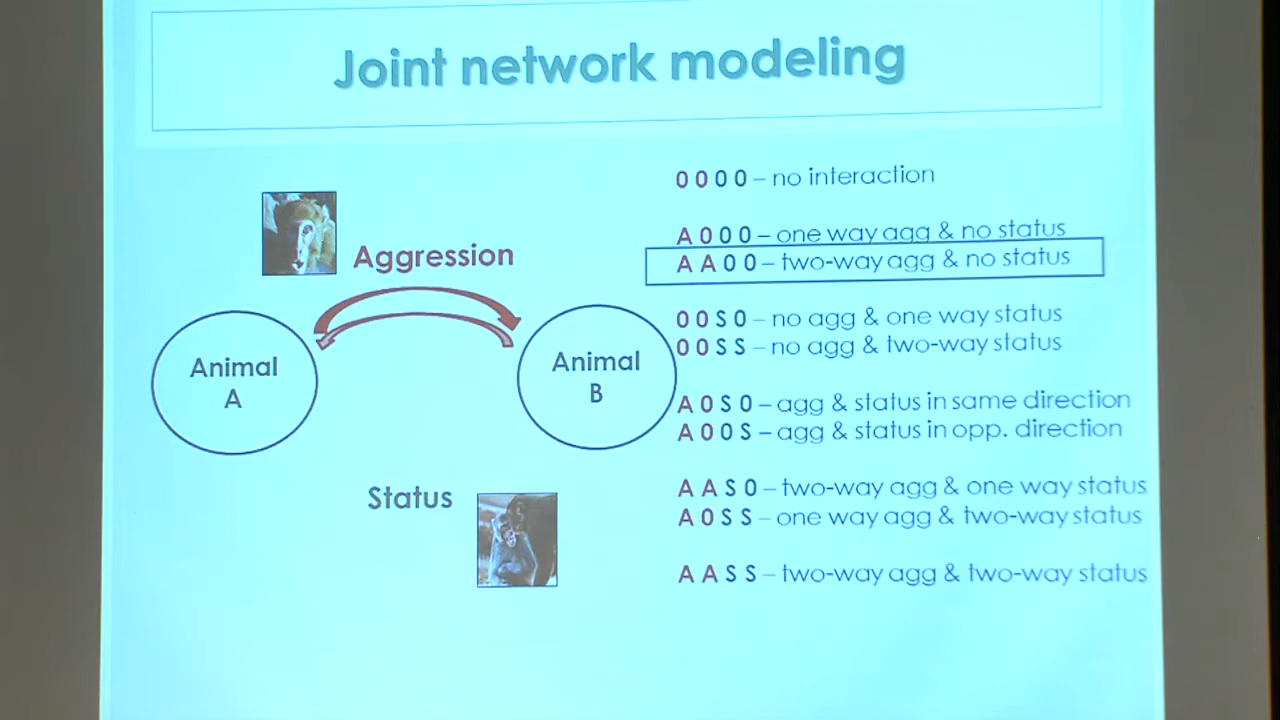 Joint network modeling
Aggression
Animal
A
Animal
B
Status
0 0 0 0 – no interaction
A 0 0 0 – one way agg & no status
A A 0 0 – two-way agg & no status
0 0 S 0 – no agg & one way status
0 0 S S – no agg & two-way status
A 0 S 0 – agg & status in same direction
A 0 0 S – agg & status in opp. direction
A A S 0 – two-way agg & one way status
A 0 S S – one way agg & two-way status
A A S S – two-way agg & two-way status